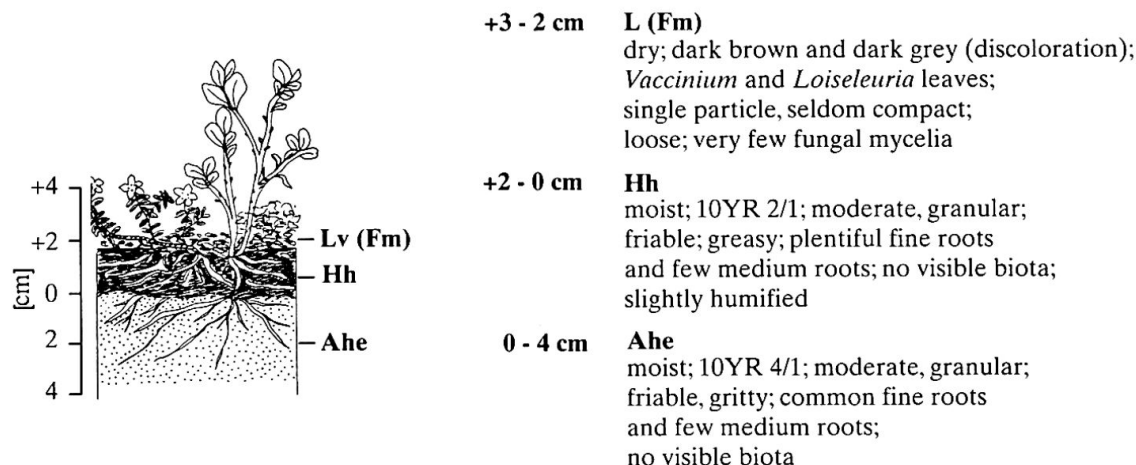 +4
+2
0
2
4
[cm]
Lv (Fm)
Hh
Ahe
+3 - 2 cm L (Fm)
dry; dark brown and dark grey (discoloration);
Vaccinium and Loiseleuria leaves;
single particle, seldom compact;
loose; very few fungal mycelia
+2 - 0 cm Hh
moist; 10YR 2/1; moderate, granular;
friable; greasy; plentiful fine roots
and few medium roots; no visible biota;
slightly humified
0 - 4 cm Ahe
moist; 10YR 4/1; moderate, granular;
friable, gritty; common fine roots
and few medium roots;
no visible biota